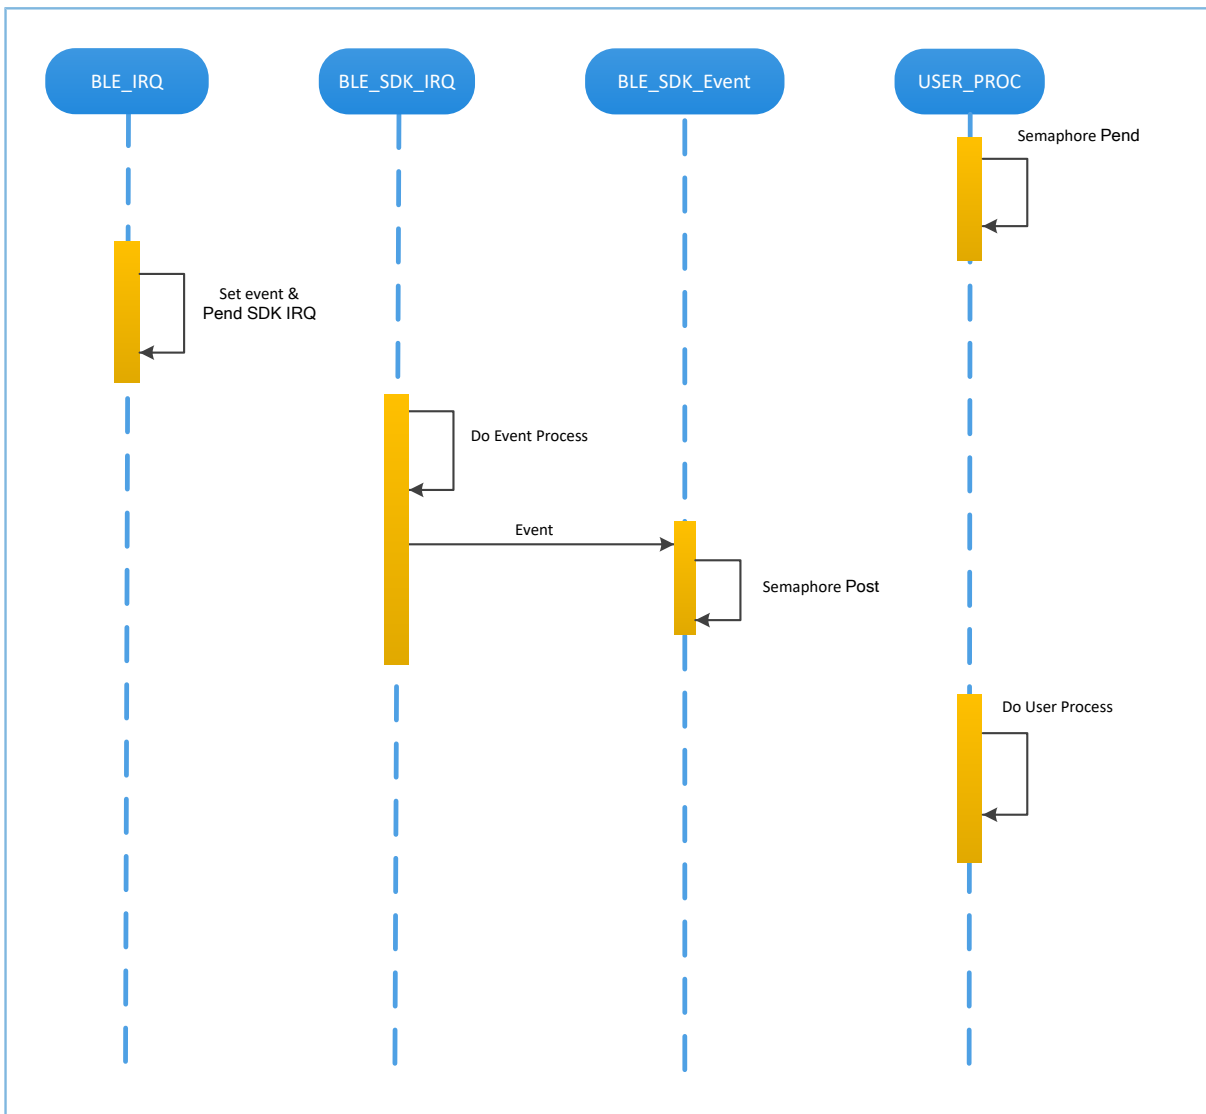 BLE_IRQ
BLE_SDK_IRQ
BLE_SDK_Event
USER_PROC
Semaphore Pend
Set event &
Pend SDK IRQ
Do Event Process
Event
Semaphore Post
Do User Process